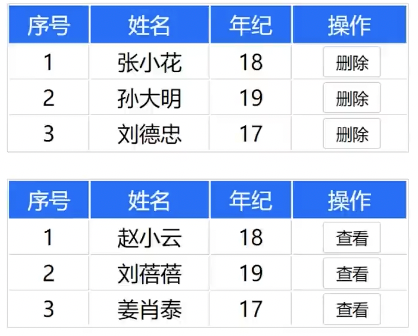 序号 姓名 年纪 操作
1 张小花 18 删除
2 孙大明 19 删除
3 刘德忠 17 删除
序号 姓名 年纪 操作
1 赵小云 18 查看
2 刘蓓蓓 19 查看
3 姜肖泰 17 查看